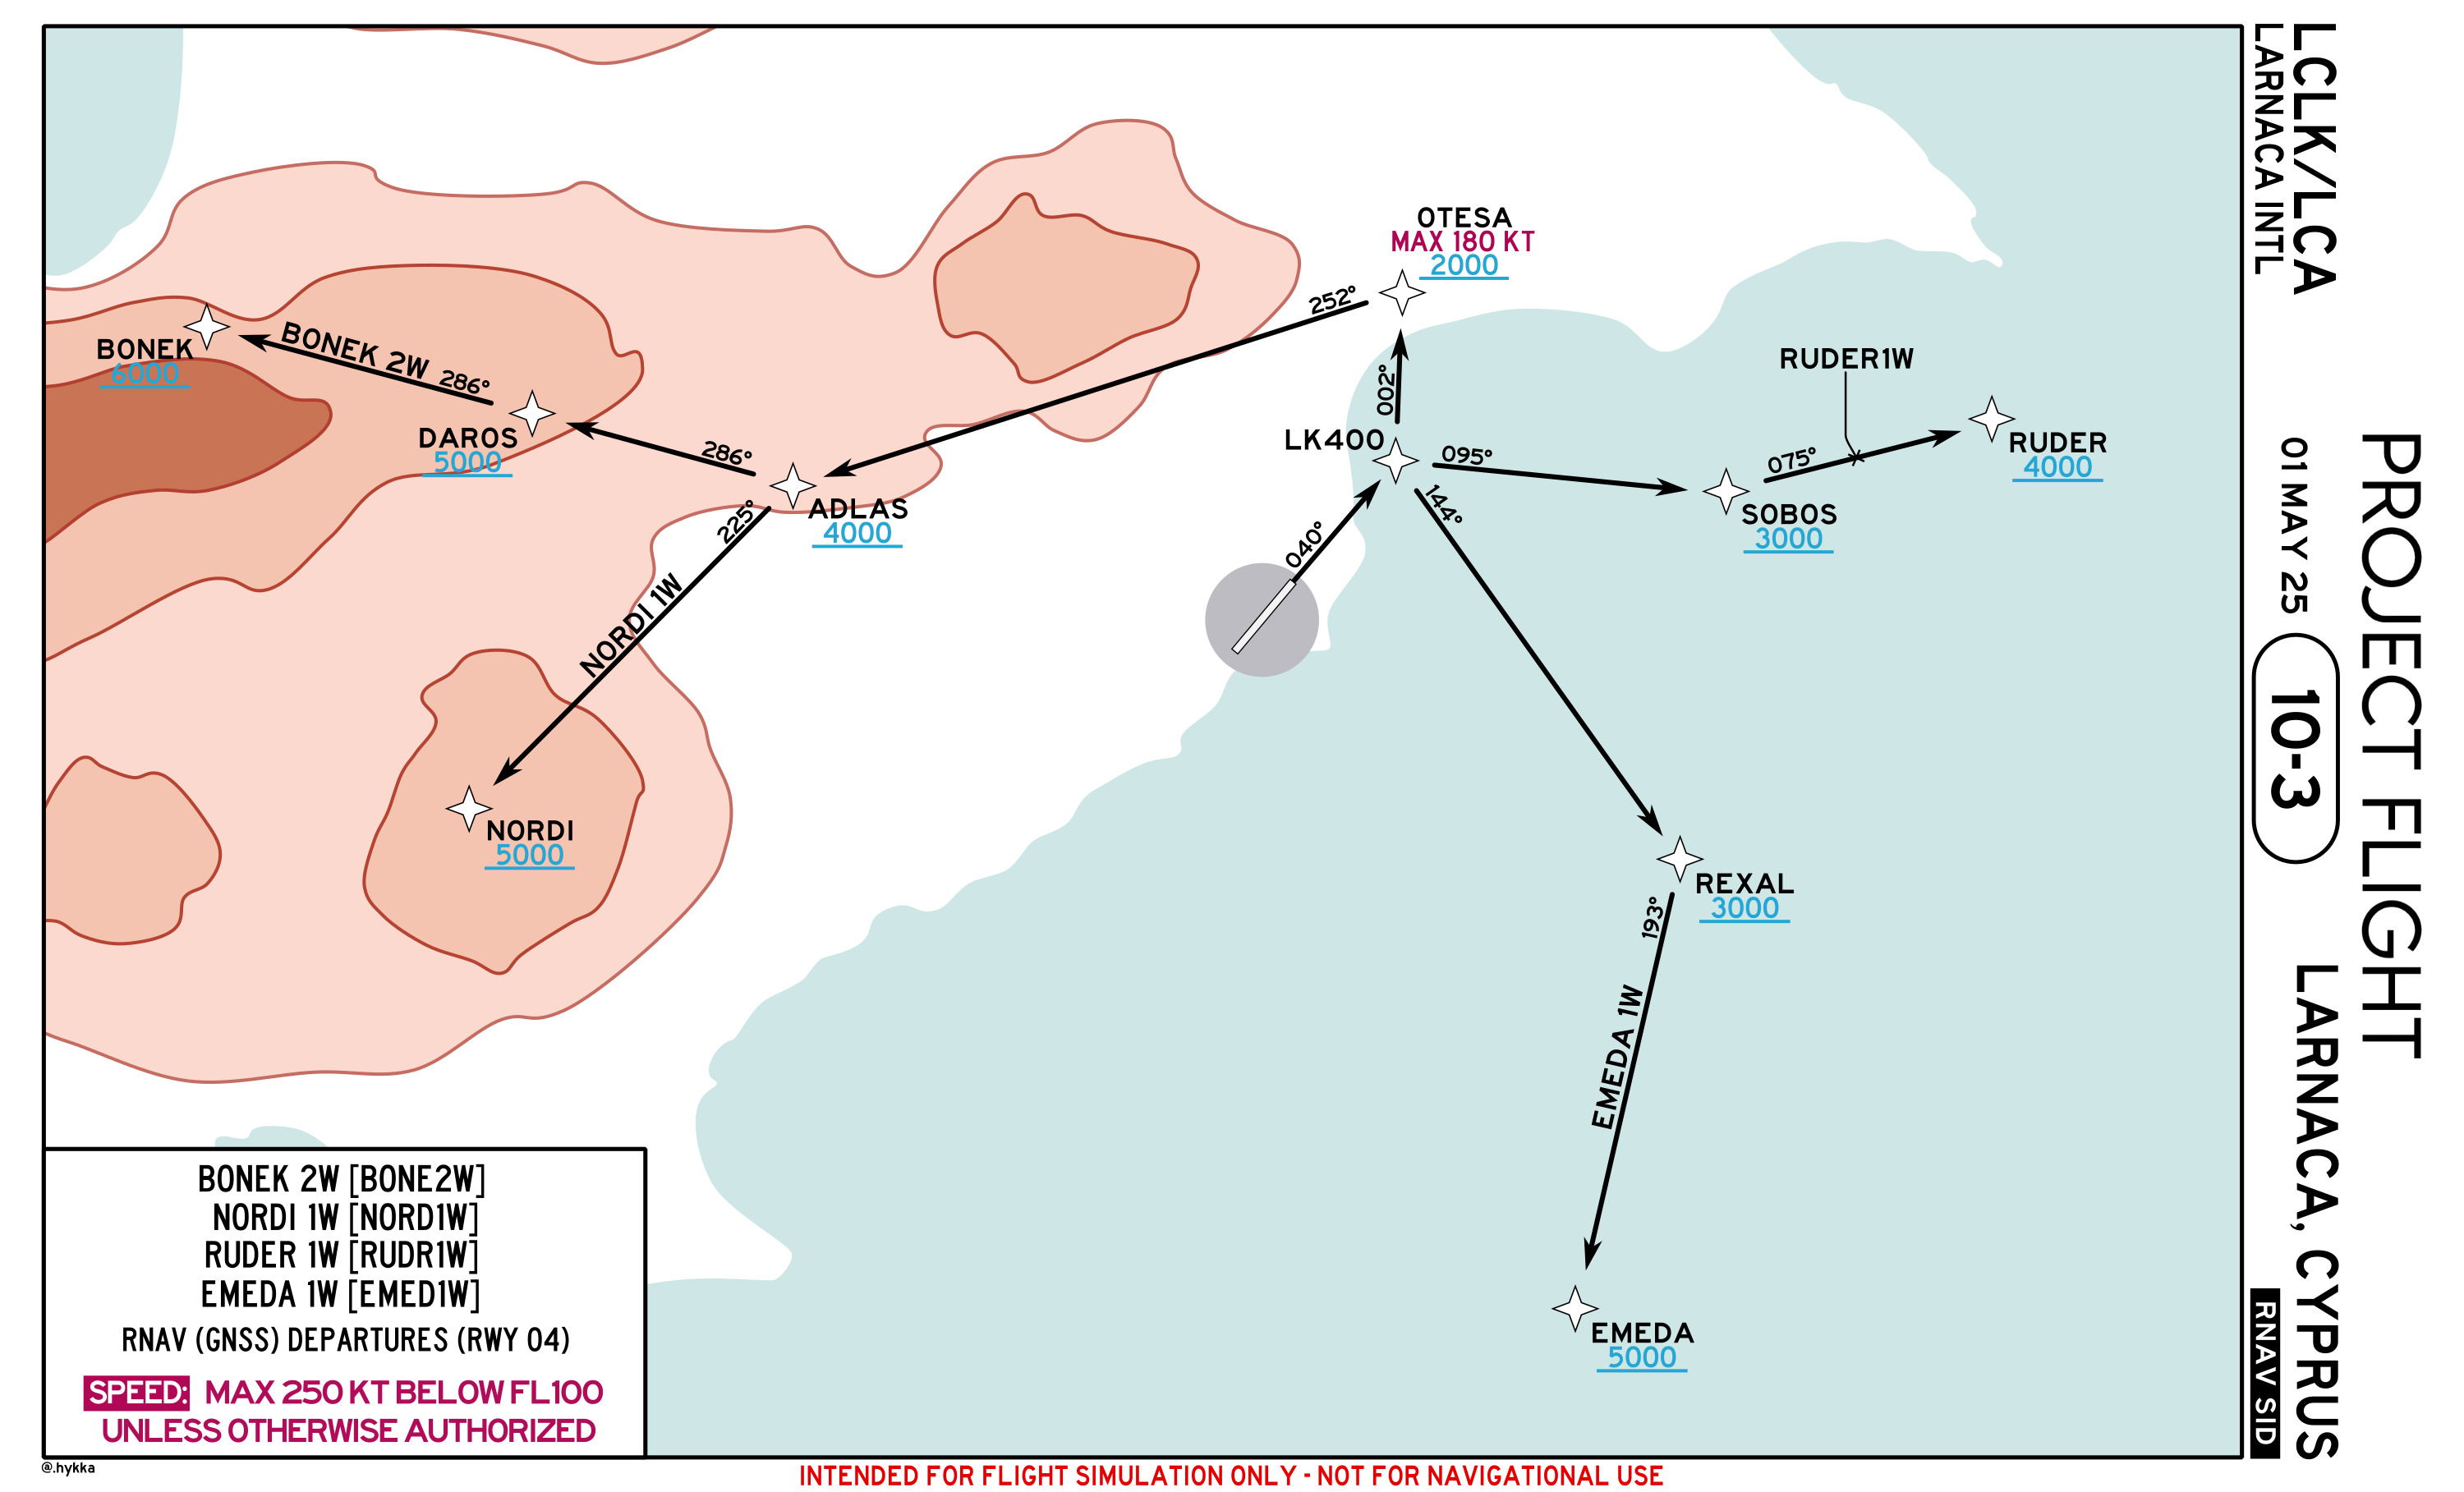 OTESA
MAX 180 KT
2000
252°
002°
LK400
040°
095°
144°
SOBOS
3000
075°
RUDER1W
RUDER
4000
BONEK
6000
BONEK 2W
286°
DAROS
5000
286°
ADLAS
4000
225°
NORDI 1W
NORDI
5000
REXAL
3000
193°
EMEDA 1W
EMEDA
5000
BONEK 2W [BONE2W]
NORDI 1W [NORD1W]
RUDER 1W [RUDR1W]
EMEDA 1W [EMED1W]
RNAV (GNSS) DEPARTURES (RWY 04)
SPEED: MAX 250 KT BELOW FL100
UNLESS OTHERWISE AUTHORIZED
@.hykka
INTENDED FOR FLIGHT SIMULATION ONLY - NOT FOR NAVIGATIONAL USE
LCLK/LCA
LARNACA INTL
PROJECT FLIGHT
01 MAY 25
10-3
LARNACA, CYPRUS
RNAV SID